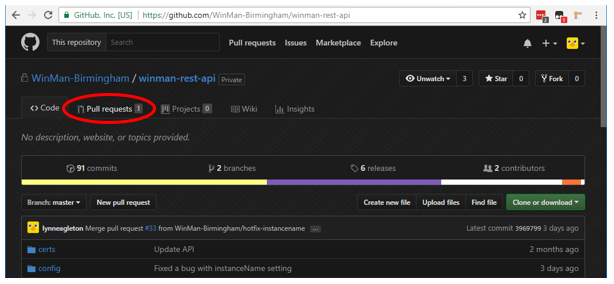 GitHub, Inc. [US] | https://github.com/WinMan-Birmingham/winman-rest-api
This repository Search Pull requests Issues Marketplace Explore
WinMan-Birmingham / winman-rest-api Private Unwatch 3 Star 0 Fork 0
Code Pull requests 1 Projects 0 Wiki Insights
No description, website, or topics provided.
91 commits 2 branches 6 releases 2 contributors
Branch: master New pull request Create new file Upload files Find file Clone or download
lynneagleton Merge pull request #33 from WinMan-Birmingham/hotfix-instancename ... Latest commit 3969799 3 days ago
certs Update API 2 months ago
config Fixed a bug with instanceName setting 3 days ago